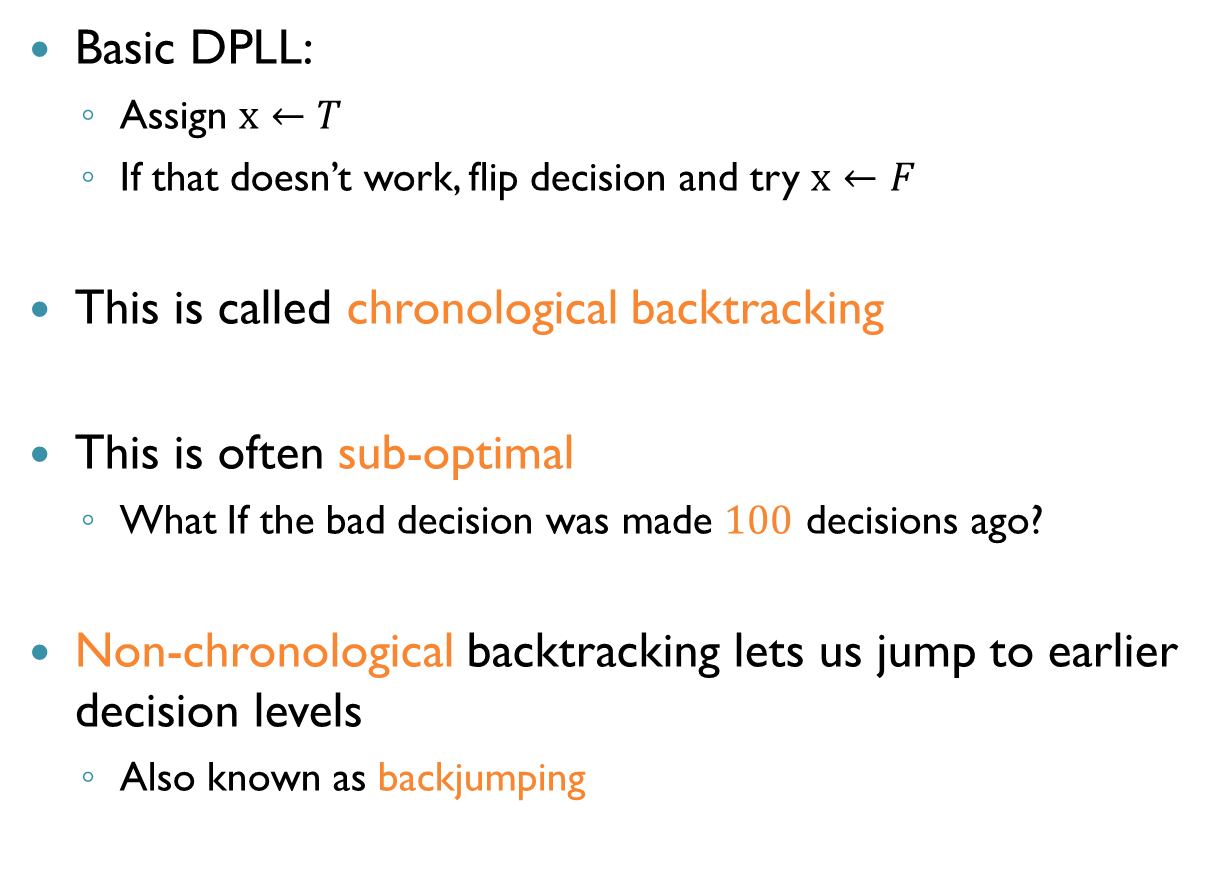 • Basic DPLL:
◦ Assign x ← T
◦ If that doesn't work, flip decision and try x ← F
• This is called chronological backtracking
• This is often sub-optimal
◦ What If the bad decision was made 100 decisions ago?
• Non-chronological backtracking lets us jump to earlier
decision levels
◦ Also known as backjumping